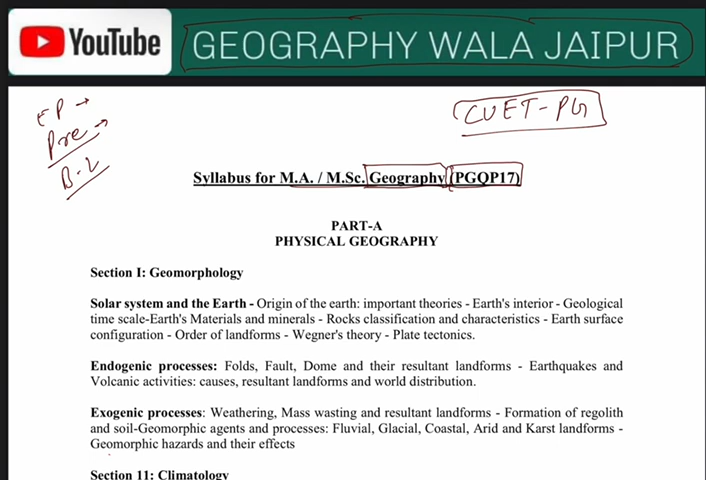 YouTube GEOGRAPHY WALA JAIPUR
EP →
Pre →
B-L
CUET-PG
Syllabus for M.A. / M.Sc. Geography (PGQP17)
PART-A
PHYSICAL GEOGRAPHY
Section I: Geomorphology
Solar system and the Earth - Origin of the earth: important theories - Earth's interior - Geological
time scale-Earth's Materials and minerals - Rocks classification and characteristics - Earth surface
configuration - Order of landforms - Wegner's theory - Plate tectonics.
Endogenic processes: Folds, Fault, Dome and their resultant landforms - Earthquakes and
Volcanic activities: causes, resultant landforms and world distribution.
Exogenic processes: Weathering, Mass wasting and resultant landforms - Formation of regolith
and soil-Geomorphic agents and processes: Fluvial, Glacial, Coastal, Arid and Karst landforms -
Geomorphic hazards and their effects
Section 11: Climatology